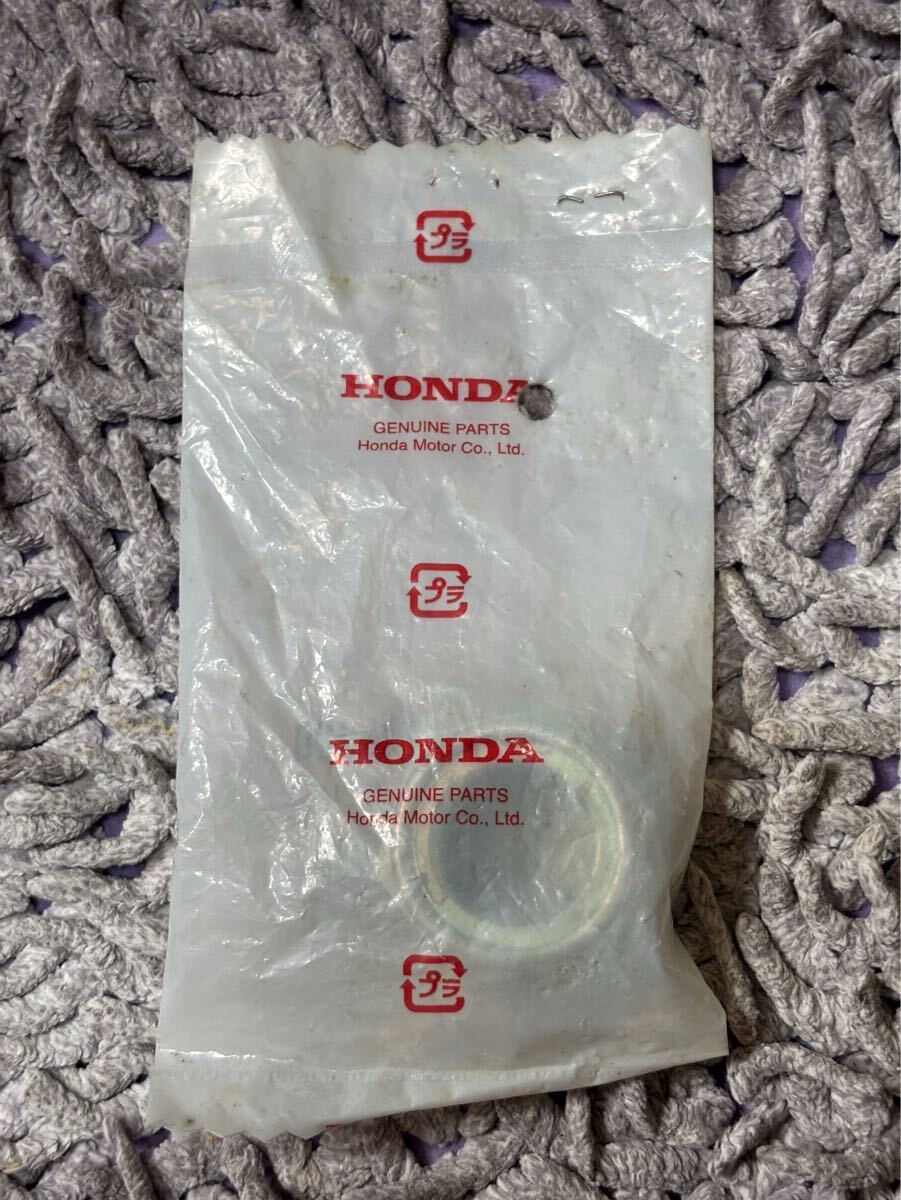 プラ
HONDA
GENUINE PARTS
Honda Motor Co., Ltd.
プラ
HONDA
GENUINE PARTS
Honda Motor Co., Ltd.
プラ